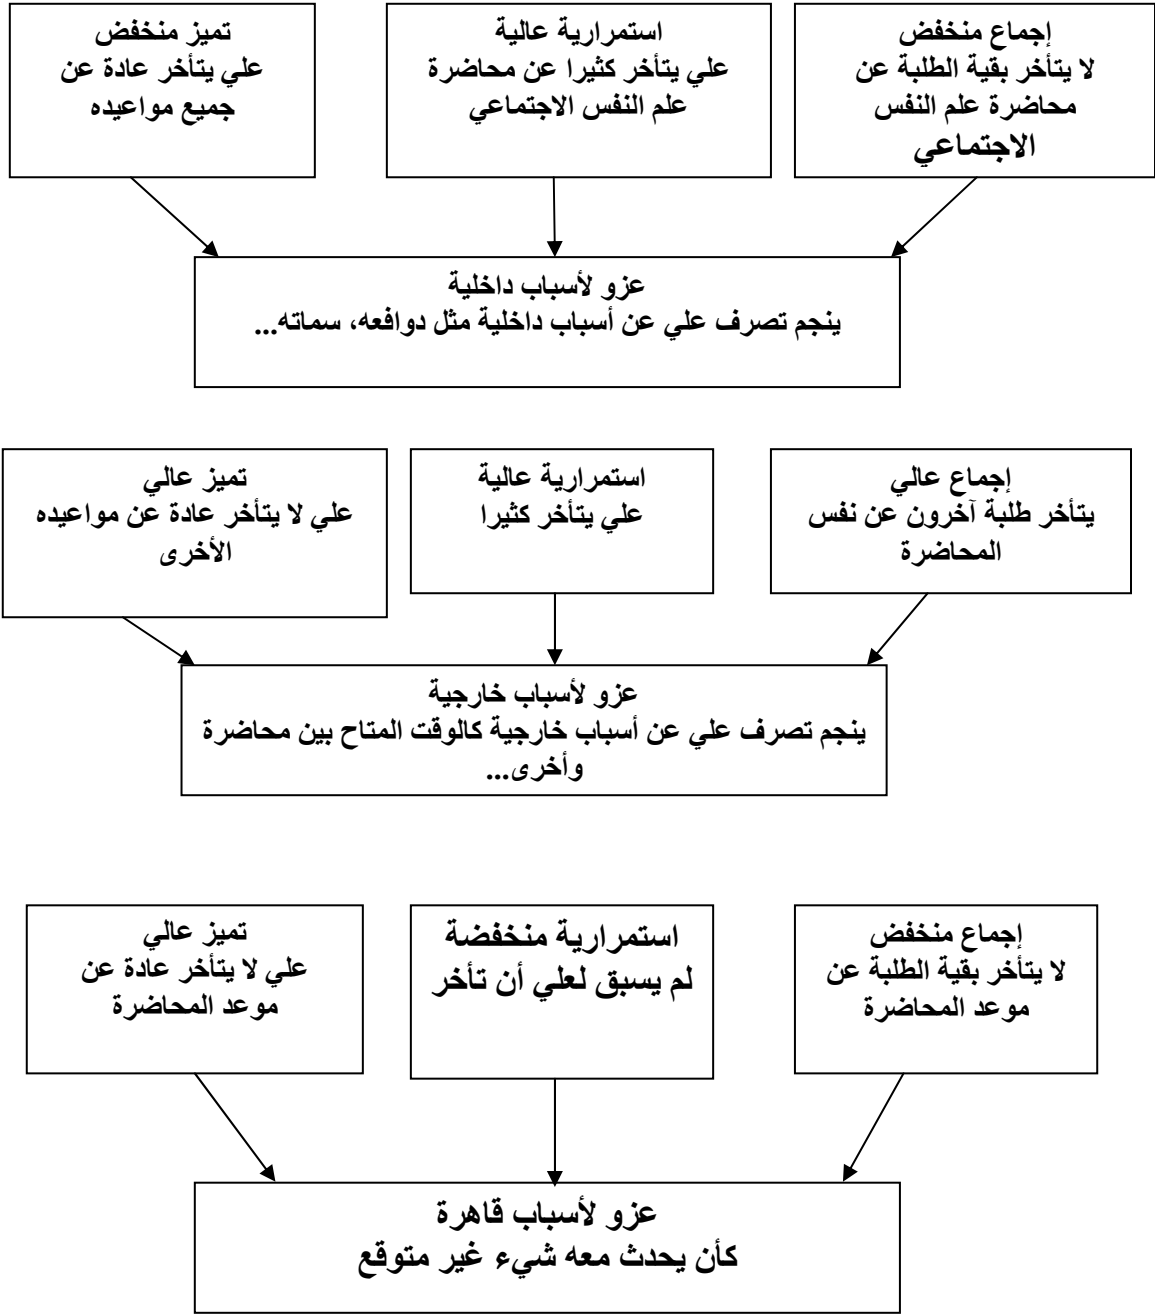 إجماع منخفض
لا يتأخر بقية الطلبة عن
محاضرة علم النفس
الاجتماعي
استمرارية عالية
علي يتأخر كثيرا عن محاضرة
علم النفس الاجتماعي
تميز منخفض
علي يتأخر عادة عن
جميع مواعيده
عزو لأسباب داخلية
ينجم تصرف علي عن أسباب داخلية مثل دوافعه، سماته...
إجماع عالي
يتأخر طلبة آخرون عن نفس
المحاضرة
استمرارية عالية
علي يتأخر كثيرا
تميز عالي
علي لا يتأخر عادة عن مواعيده
الأخرى
عزو لأسباب خارجية
ينجم تصرف علي عن أسباب خارجية كالوقت المتاح بين محاضرة
وأخرى...
إجماع منخفض
لا يتأخر بقية الطلبة عن
موعد المحاضرة
استمرارية منخفضة
لم يسبق لعلي أن تأخر
تميز عالي
علي لا يتأخر عادة عن
موعد المحاضرة
عزو لأسباب قاهرة
كأن يحدث معه شيء غير متوقع